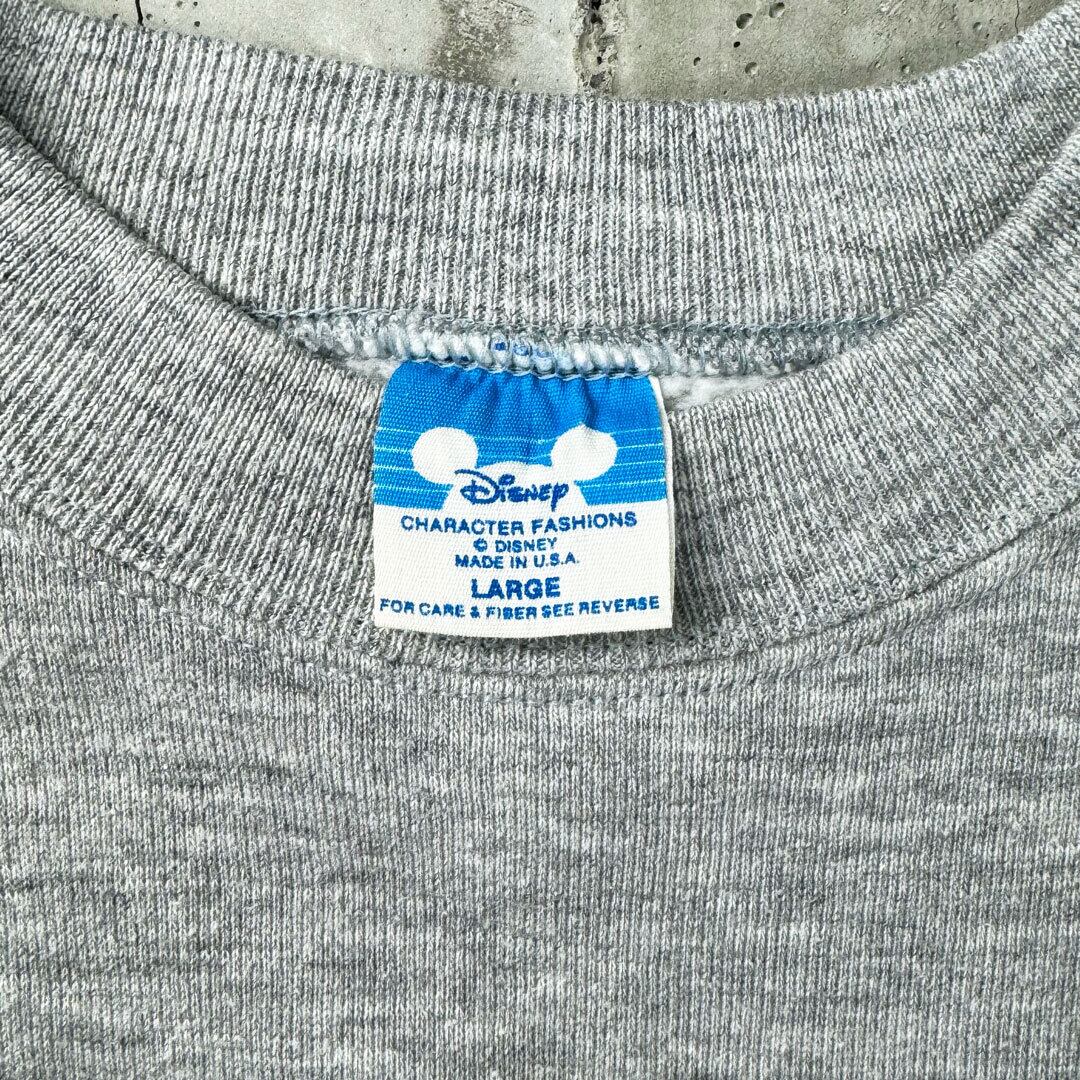 Disney
CHARACTER FASHIONS
© DISNEY
MADE IN U.S.A.
LARGE
FOR CARE & FIBER SEE REVERSE